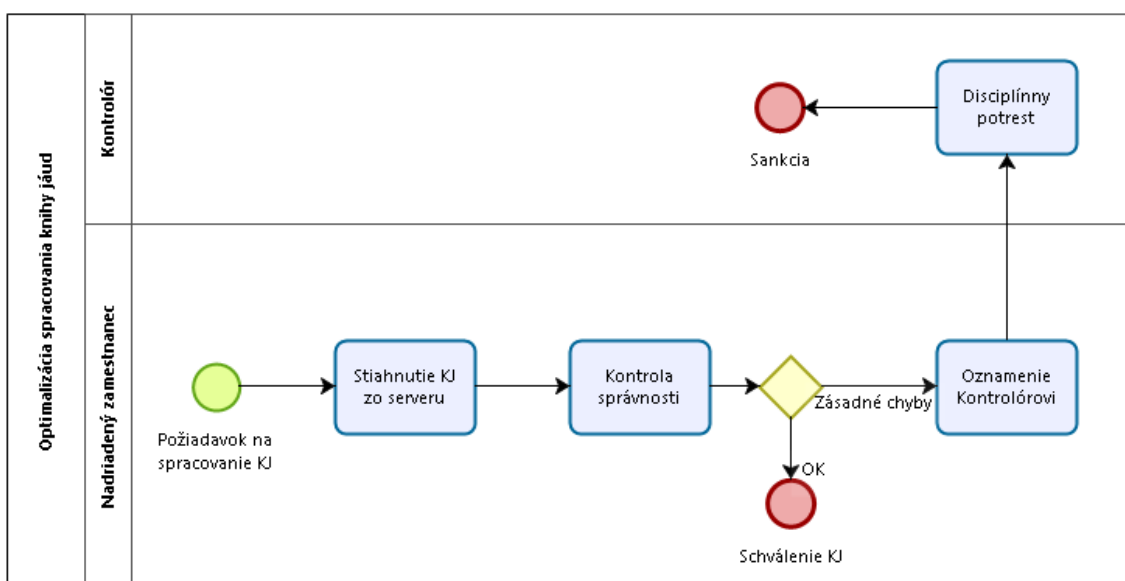 Optimalizácia spracovania knihy jáud
Kontrolór
Disciplínny
potrest
Sankcia
Nadriadený zamestnanec
Požiadavok na
spracovanie KJ
Stiahnutie KJ
zo serveru
Kontrola
správnosti
Zásadné chyby
Oznamenie
Kontrolórovi
OK
Schválenie KJ